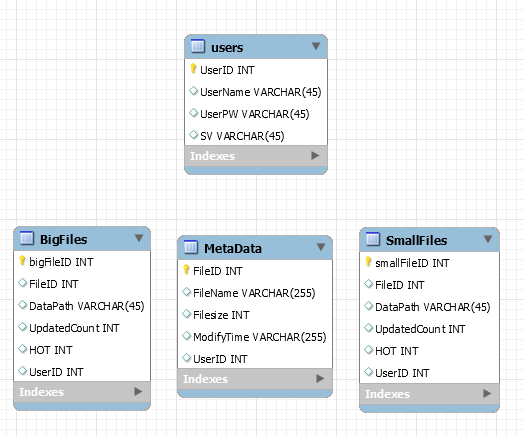 users
UserID INT
UserName VARCHAR(45)
UserPW VARCHAR(45)
SV VARCHAR(45)
Indexes
BigFiles
bigFileID INT
FileID INT
DataPath VARCHAR(45)
UpdatedCount INT
HOT INT
UserID INT
Indexes
MetaData
FileID INT
FileName VARCHAR(255)
Filesize INT
ModifyTime VARCHAR(255)
UserID INT
Indexes
SmallFiles
smallFileID INT
FileID INT
DataPath VARCHAR(45)
UpdatedCount INT
HOT INT
UserID INT
Indexes